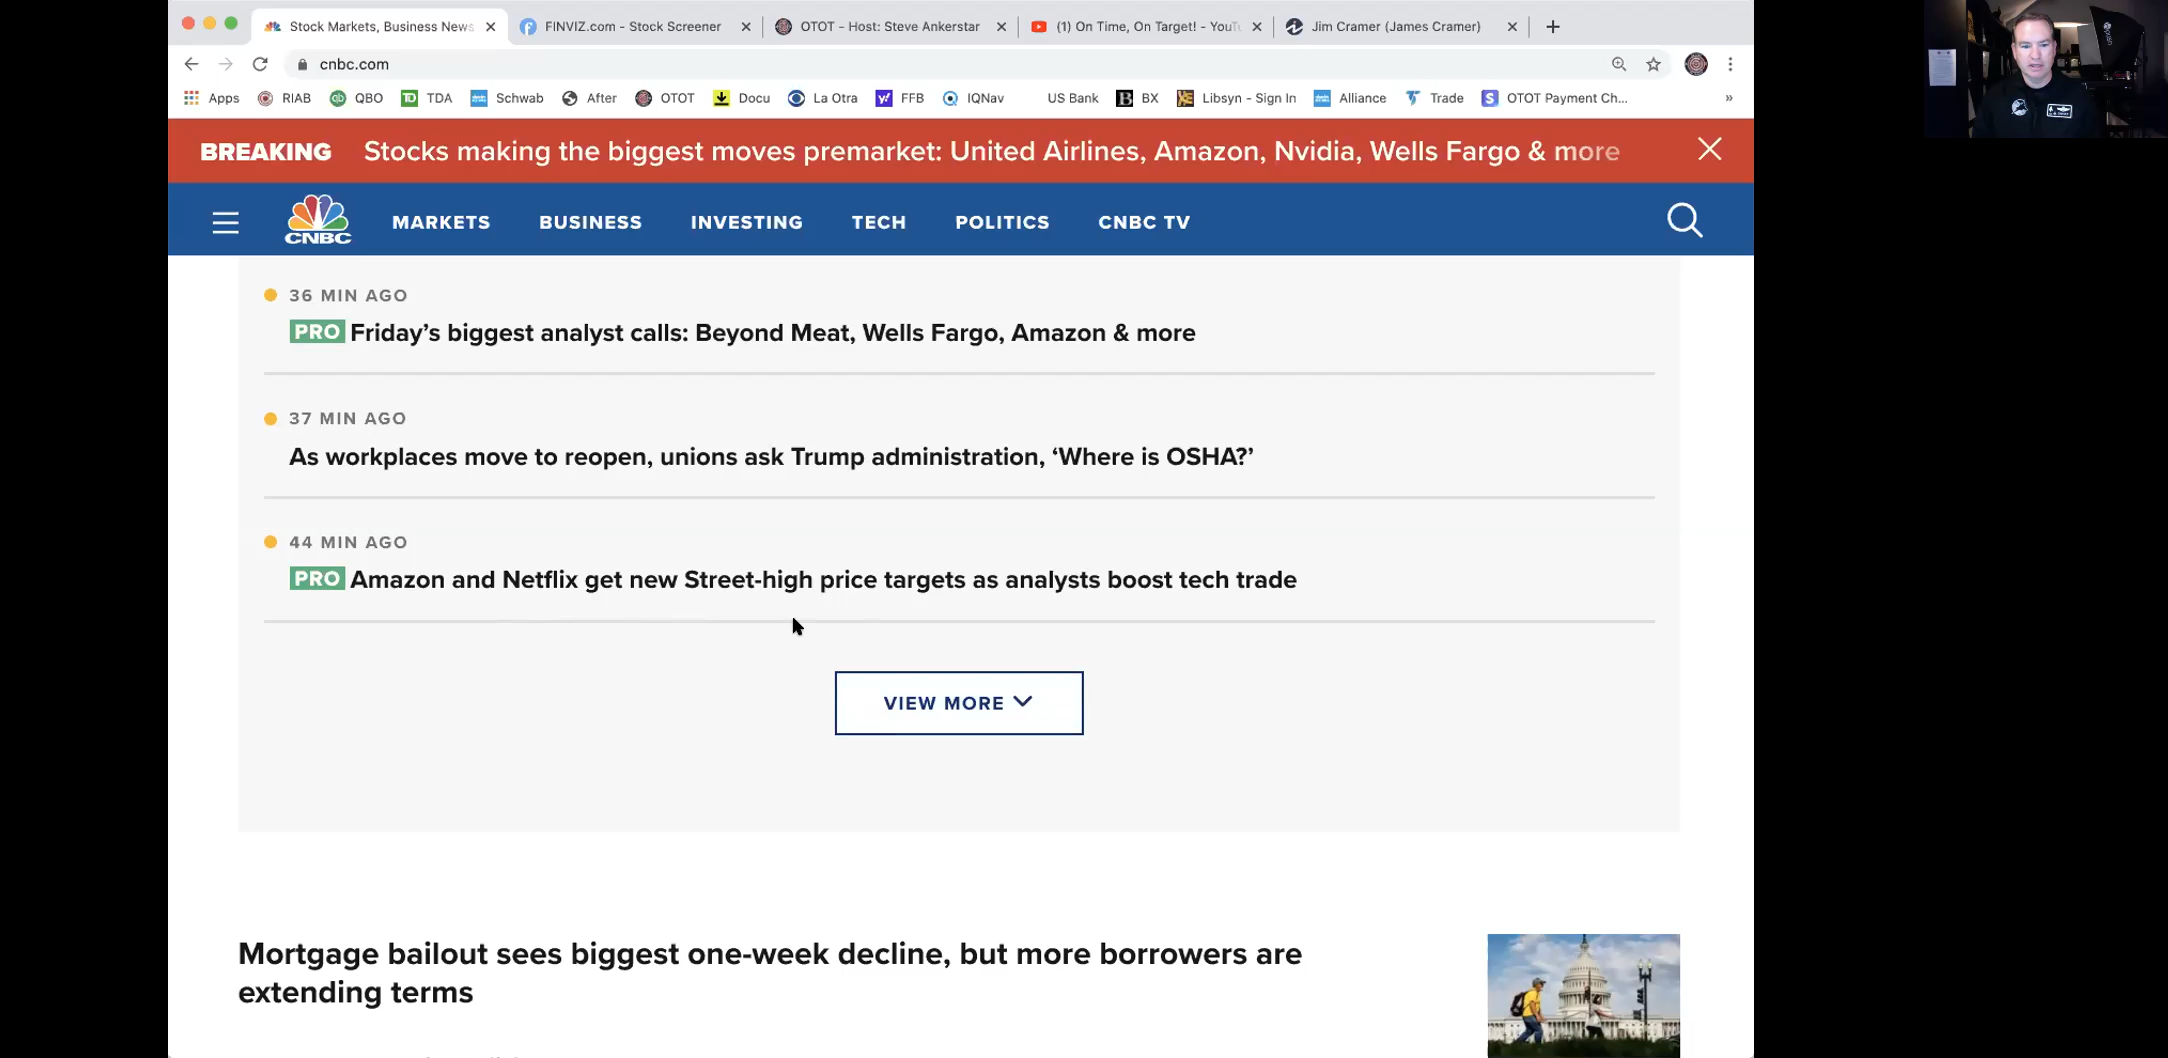 Stock Markets, Business News
FINVIZ.com - Stock Screener
OTOT - Host: Steve Ankerstar
(1) On Time, On Target! - YouTu
Jim Cramer (James Cramer)
cnbc.com
Apps
RIAB
QBO
TDA
Schwab
After
OTOT
Docu
La Otra
FFB
IQNav
US Bank
BX
Libsyn - Sign In
Alliance
Trade
OTOT Payment Ch...
BREAKING Stocks making the biggest moves premarket: United Airlines, Amazon, Nvidia, Wells Fargo & more
CNBC
MARKETS
BUSINESS
INVESTING
TECH
POLITICS
CNBC TV
36 MIN AGO
PRO Friday’s biggest analyst calls: Beyond Meat, Wells Fargo, Amazon & more
37 MIN AGO
As workplaces move to reopen, unions ask Trump administration, ‘Where is OSHA?’
44 MIN AGO
PRO Amazon and Netflix get new Street-high price targets as analysts boost tech trade
VIEW MORE
Mortgage bailout sees biggest one-week decline, but more borrowers are
extending terms